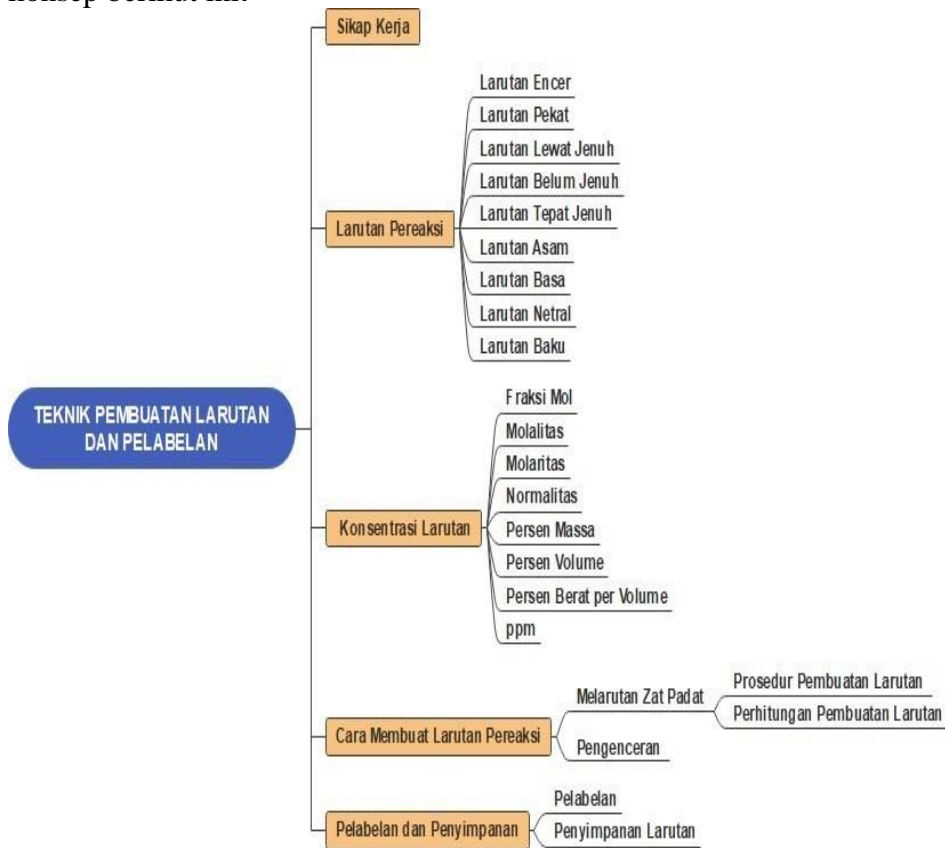 konsep berikut ini.
Sikap Kerja
Larutan Encer
Larutan Pekat
Larutan Lewat Jenuh
Larutan Belum Jenuh
Larutan Pereaksi
Larutan Tepat Jenuh
Larutan Asam
Larutan Basa
Larutan Netral
Larutan Baku
TEKNIK PEMBUATAN LARUTAN
DAN PELABELAN
Fraksi Mol
Molalitas
Molaritas
Normalitas
Konsentrasi Larutan
Persen Massa
Persen Volume
Persen Berat per Volume
ppm
Cara Membuat Larutan Pereaksi
Melarutan Zat Padat
Prosedur Pembuatan Larutan
Perhitungan Pembuatan Larutan
Pengenceran
Pelabelan dan Penyimpanan
Pelabelan
Penyimpanan Larutan